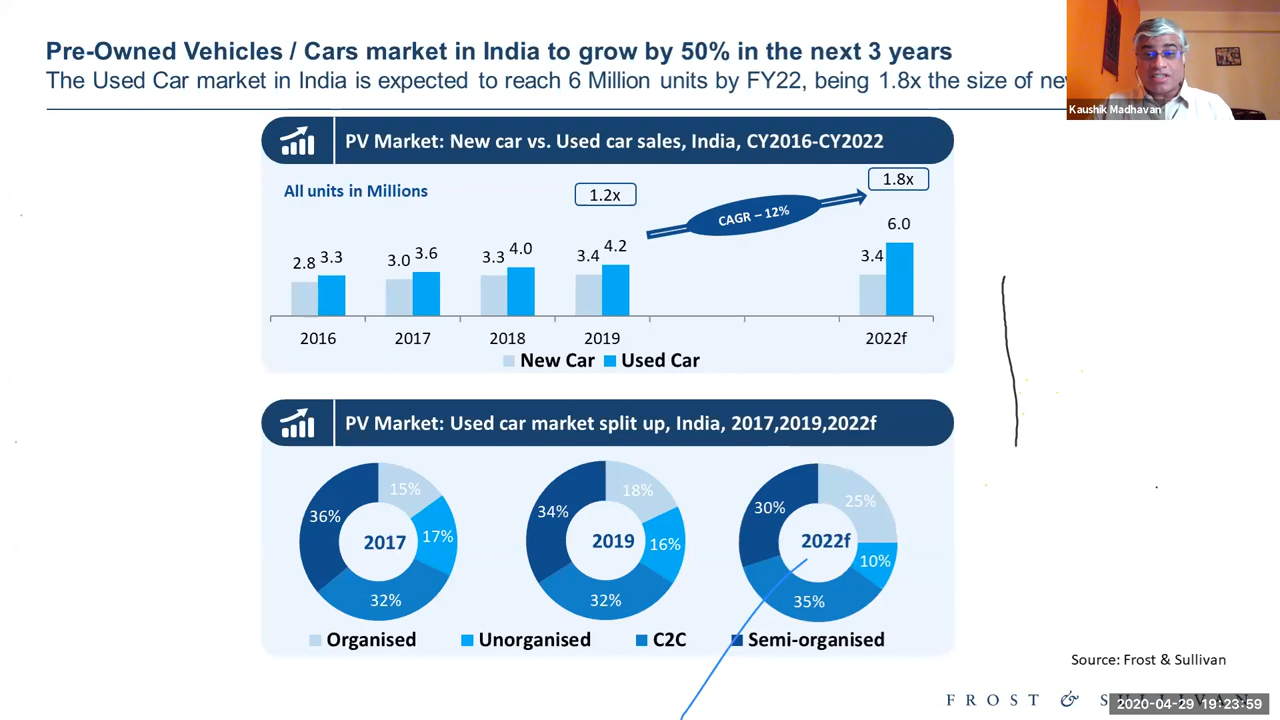 Pre-Owned Vehicles / Cars market in India to grow by 50% in the next 3 years
The Used Car market in India is expected to reach 6 Million units by FY22, being 1.8x the size of
Kaushik Madhavan
PV Market: New car vs. Used car sales, India, CY2016-CY2022
All units in Millions
1.2x
CAGR – 12%
1.8x
2.8 3.3
3.0 3.6
3.3 4.0
3.4 4.2
3.4 6.0
2016 2017 2018 2019 2022f
New Car Used Car
PV Market: Used car market split up, India, 2017,2019,2022f
15%
17%
32%
36%
2017
18%
16%
32%
34%
2019
25%
10%
35%
30%
2022f
Organised Unorganised C2C Semi-organised
Source: Frost & Sullivan
FROST & SULLIVAN
2020-04-29 19:23:59